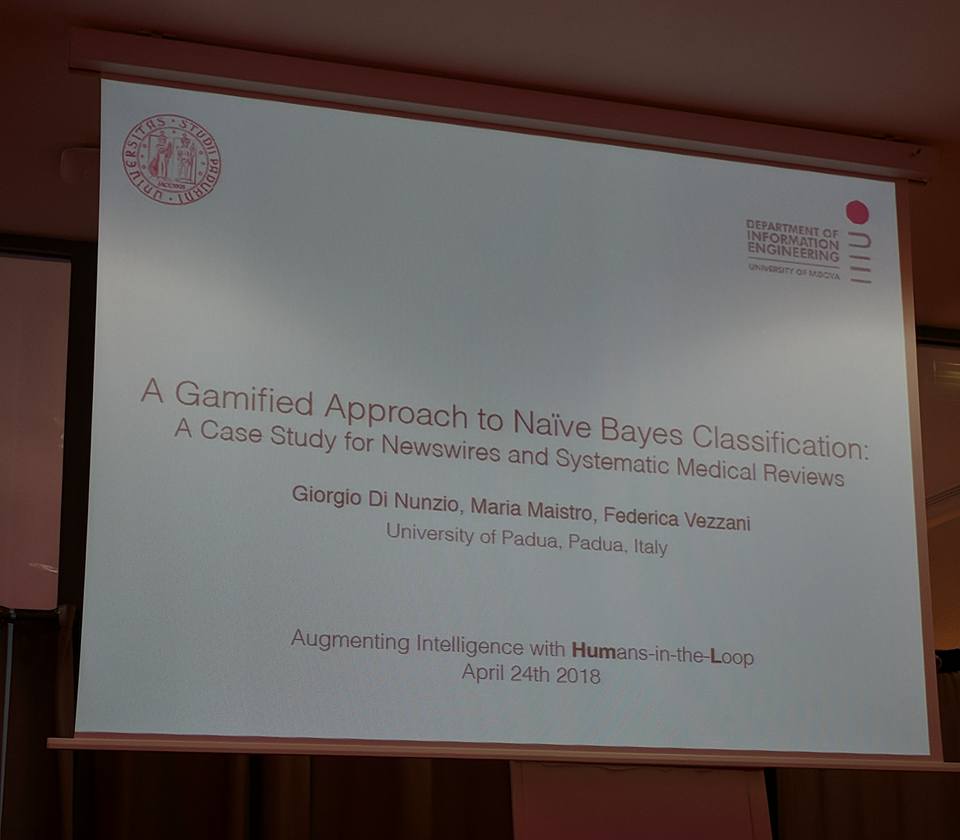 UNIVERSITAS STUDII PADUANI
DEPARTMENT OF
INFORMATION
ENGINEERING
UNIVERSITY OF PADOVA
A Gamified Approach to Naïve Bayes Classification:
A Case Study for Newswires and Systematic Medical Reviews
Giorgio Di Nunzio, Maria Maistro, Federica Vezzani
University of Padua, Padua, Italy
Augmenting Intelligence with Humans-in-the-Loop
April 24th 2018